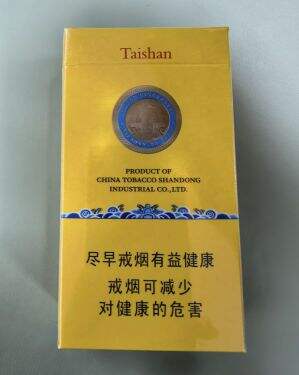 Taishan
PRODUCT OF
CHINA TOBACCO SHANDONG
INDUSTRIAL CO.,LTD.
尽早戒烟有益健康
戒烟可减少
对健康的危害